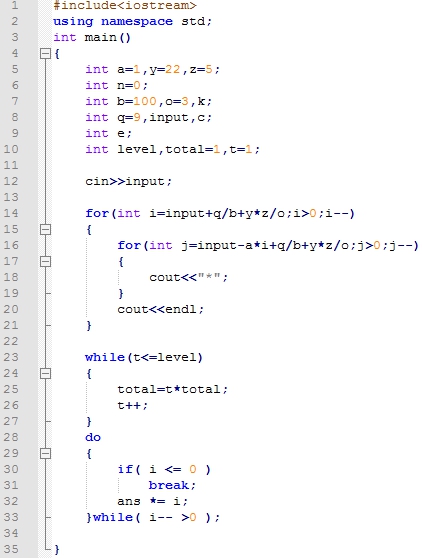 1 #include<iostream>
2 using namespace std;
3 int main()
4 {
5 int a=1,y=22,z=5;
6 int n=0;
7 int b=100,o=3,k;
8 int q=9,input,c;
9 int e;
10 int level,total=1,t=1;
11
12 cin>>input;
13
14 for(int i=input+q/b+y*z/o;i>0;i--)
15 {
16 for(int j=input-a*i+q/b+y*z/o;j>0;j--)
17 {
18 cout<<"*";
19 }
20 cout<<endl;
21 }
22
23 while(t<=level)
24 {
25 total=t*total;
26 t++;
27 }
28 do
29 {
30 if( i <= 0 )
31 break;
32 ans *= i;
33 }while( i-- >0 );
34
35 }